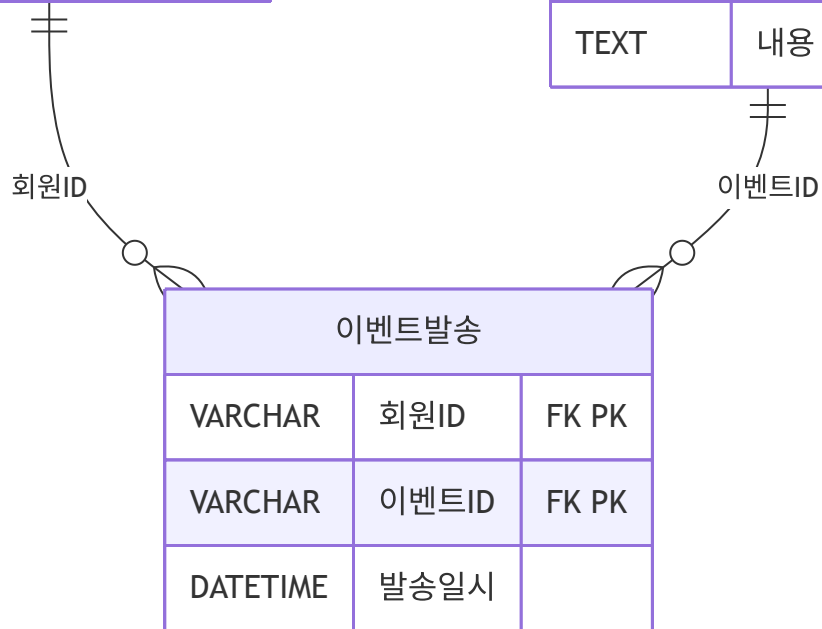 TEXT 내용
회원ID 이벤트ID
이벤트발송
VARCHAR 회원ID FK PK
VARCHAR 이벤트ID FK PK
DATETIME 발송일시